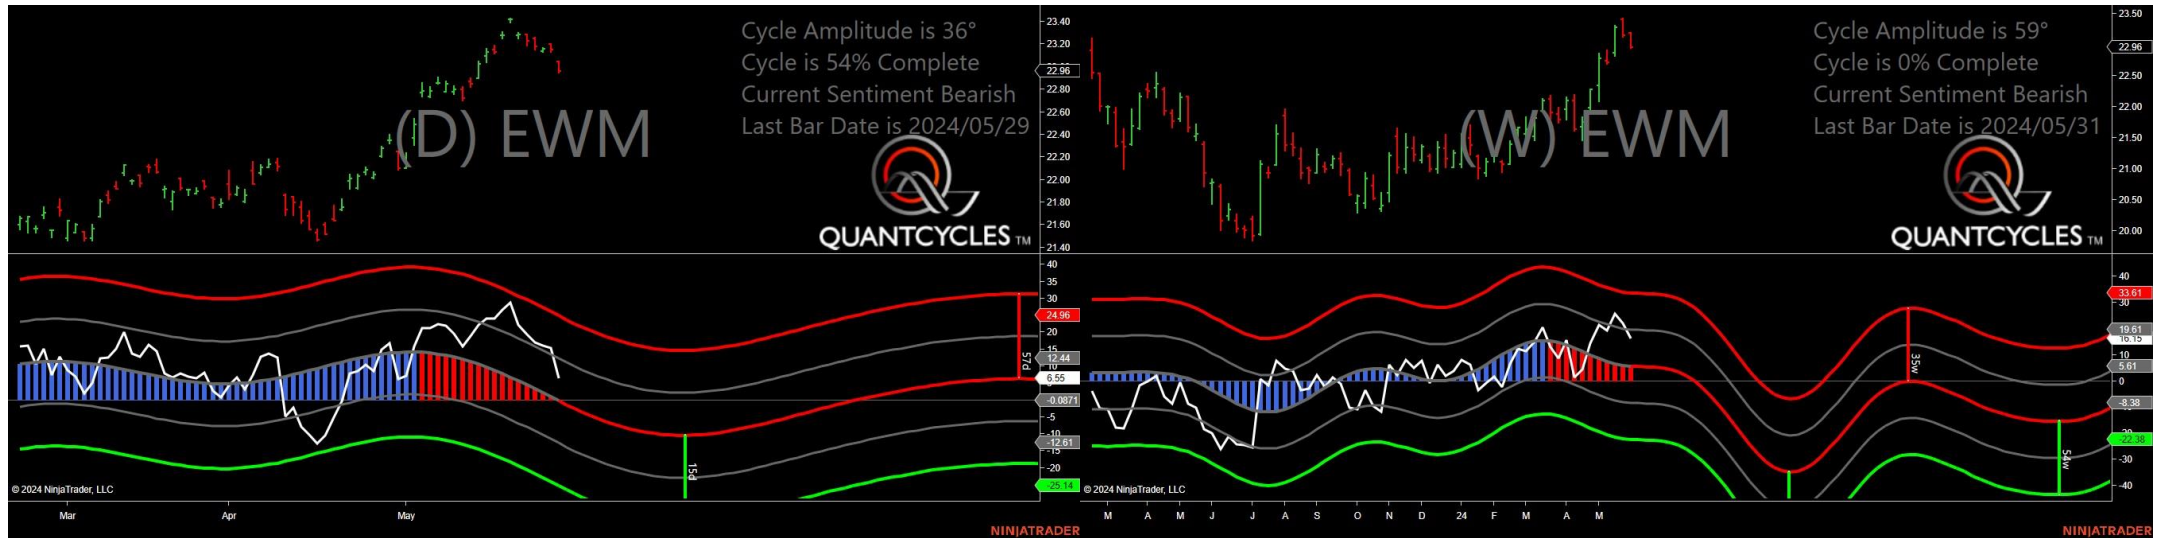 Cycle Amplitude is 36°
Cycle is 54% Complete
Current Sentiment Bearish
Last Bar Date is 2024/05/29
(D) EWM
QUANTCYCLES TM
23.40
23.20
22.96
22.80
22.60
22.40
22.20
22.00
21.80
21.60
21.40
40
35
30
24.96
20
15
12.44
6.55
-0.0871
-5
-10
-12.61
-15
-20
-25.14
57d
15d
© 2024 NinjaTrader, LLC
Mar
Apr
May
NINJATRADER
Cycle Amplitude is 59°
Cycle is 0% Complete
Current Sentiment Bearish
Last Bar Date is 2024/05/31
(W) EWM
QUANTCYCLES TM
23.50
22.96
22.50
22.00
21.50
21.00
20.50
20.00
40
33.61
30
19.61
16.15
10
5.61
0
-8.38
-22.38
-30
-40
35w
54w
© 2024 NinjaTrader, LLC
M
A
M
J
J
A
S
O
N
D
24
F
M
A
M
NINJATRADER